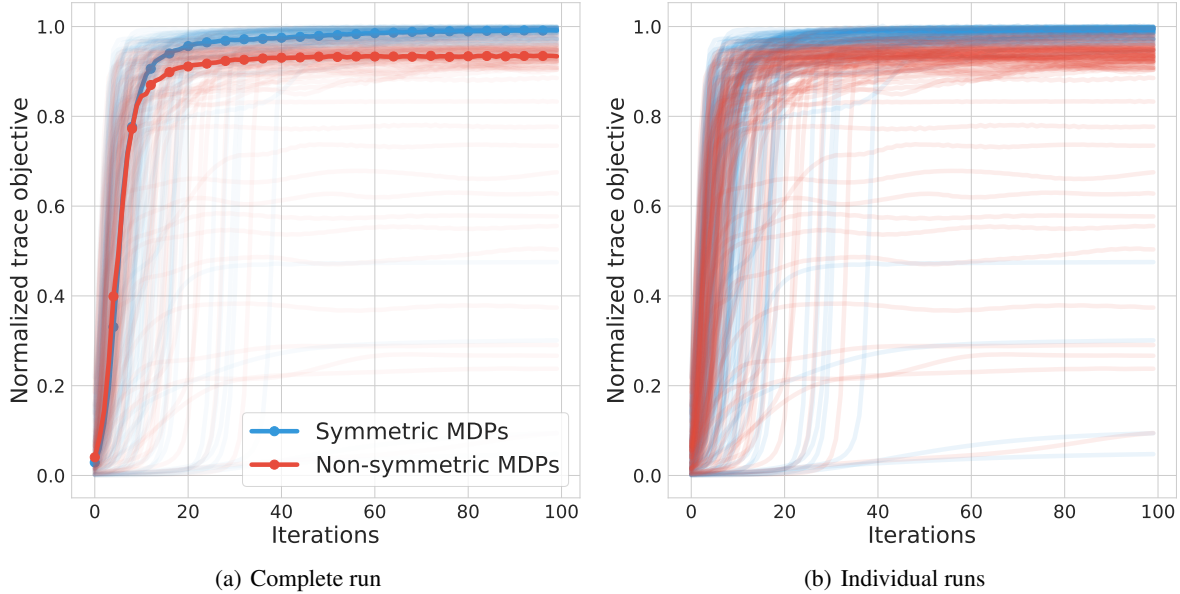 Normalized trace objective
1.0
0.8
0.6
0.4
0.2
0.0
Symmetric MDPs
Non-symmetric MDPs
0 20 40 60 80 100
Iterations
(a) Complete run
Normalized trace objective
1.0
0.8
0.6
0.4
0.2
0.0
0 20 40 60 80 100
Iterations
(b) Individual runs